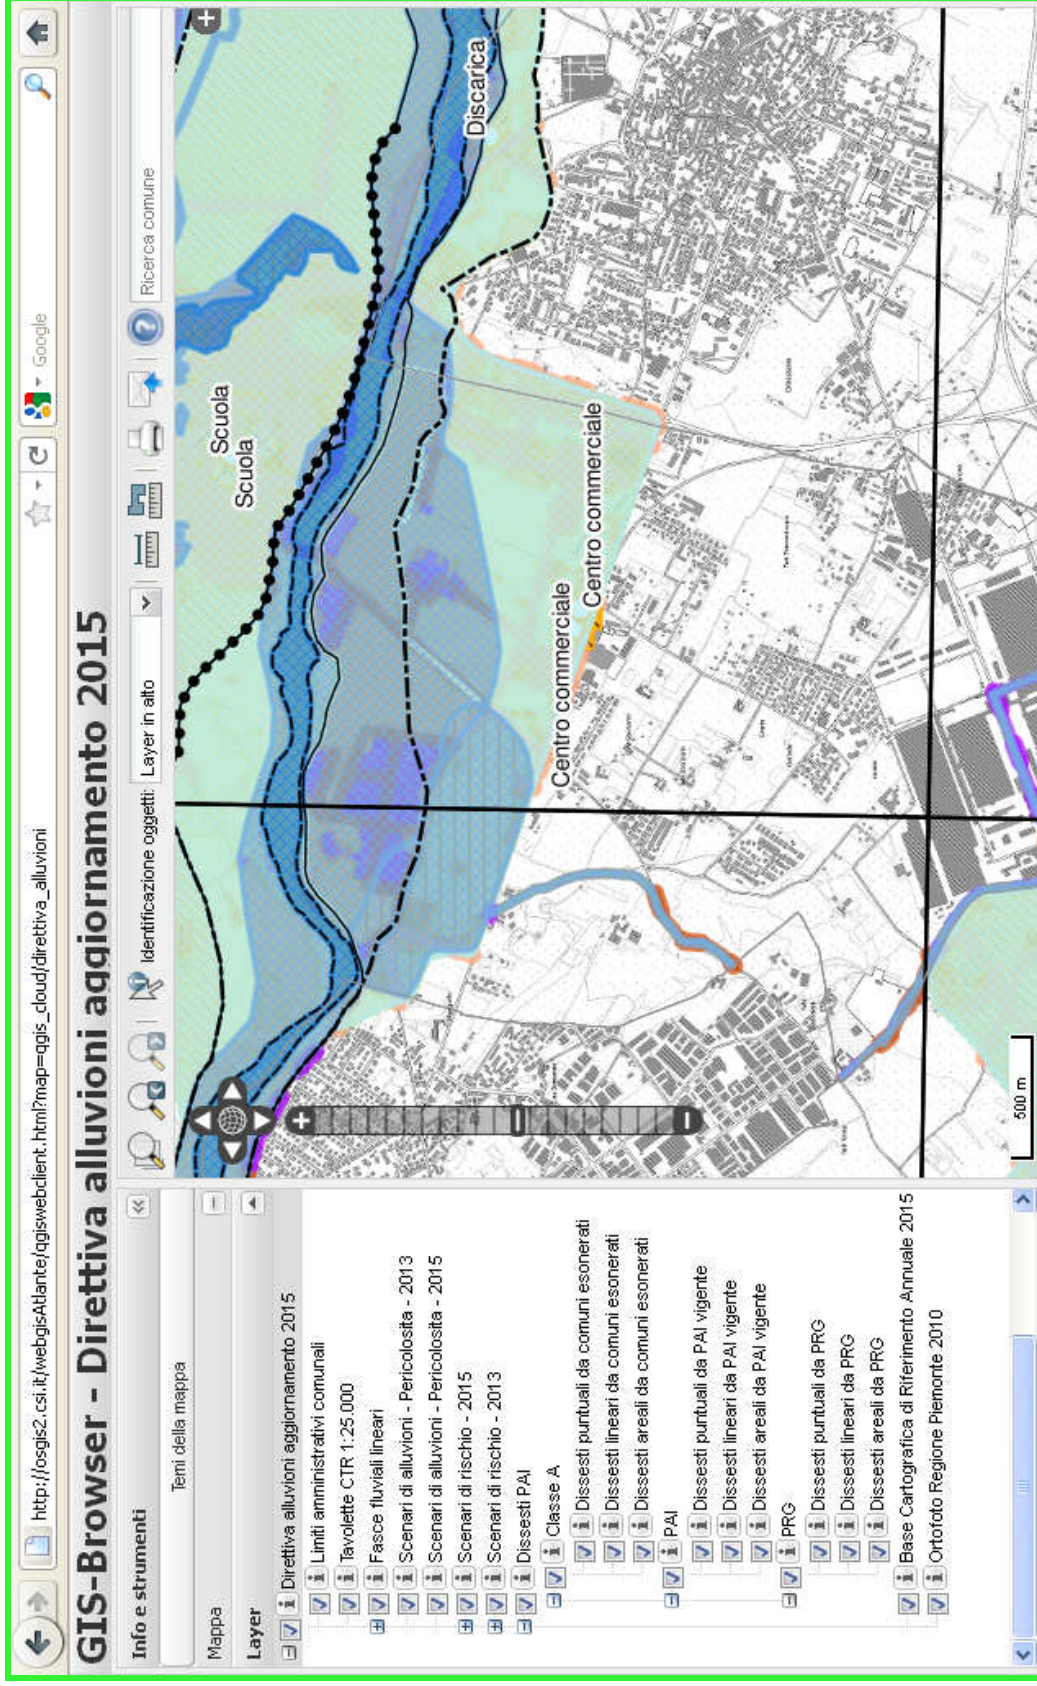 http://osgis2.csi.it/webgisAtlante/qgiswebclient.html?map=qgis_cloud/direttiva_alluvioni
Google
GIS-Browser - Direttiva alluvioni aggiornamento 2015
Info e strumenti
Identificazione oggetti: Layer in alto
Ricerca comune
Temi della mappa
Mappa
Layer
Direttiva alluvioni aggiornamento 2015
Limiti amministrativi comunali
Tavolette CTR 1:25.000
Fasce fluviali lineari
Scenari di alluvioni - Pericolosita - 2013
Scenari di alluvioni - Pericolosita - 2015
Scenari di rischio - 2015
Scenari di rischio - 2013
Dissesti PAI
Classe A
Dissesti puntuali da comuni esonerati
Dissesti lineari da comuni esonerati
Dissesti areali da comuni esonerati
PAI
Dissesti puntuali da PAI vigente
Dissesti lineari da PAI vigente
Dissesti areali da PAI vigente
PRG
Dissesti puntuali da PRG
Dissesti lineari da PRG
Dissesti areali da PRG
Base Cartografica di Riferimento Annuale 2015
Ortofoto Regione Piemonte 2010
Scuola
Scuola
Discarica
Centro commerciale
Centro commerciale
500 m